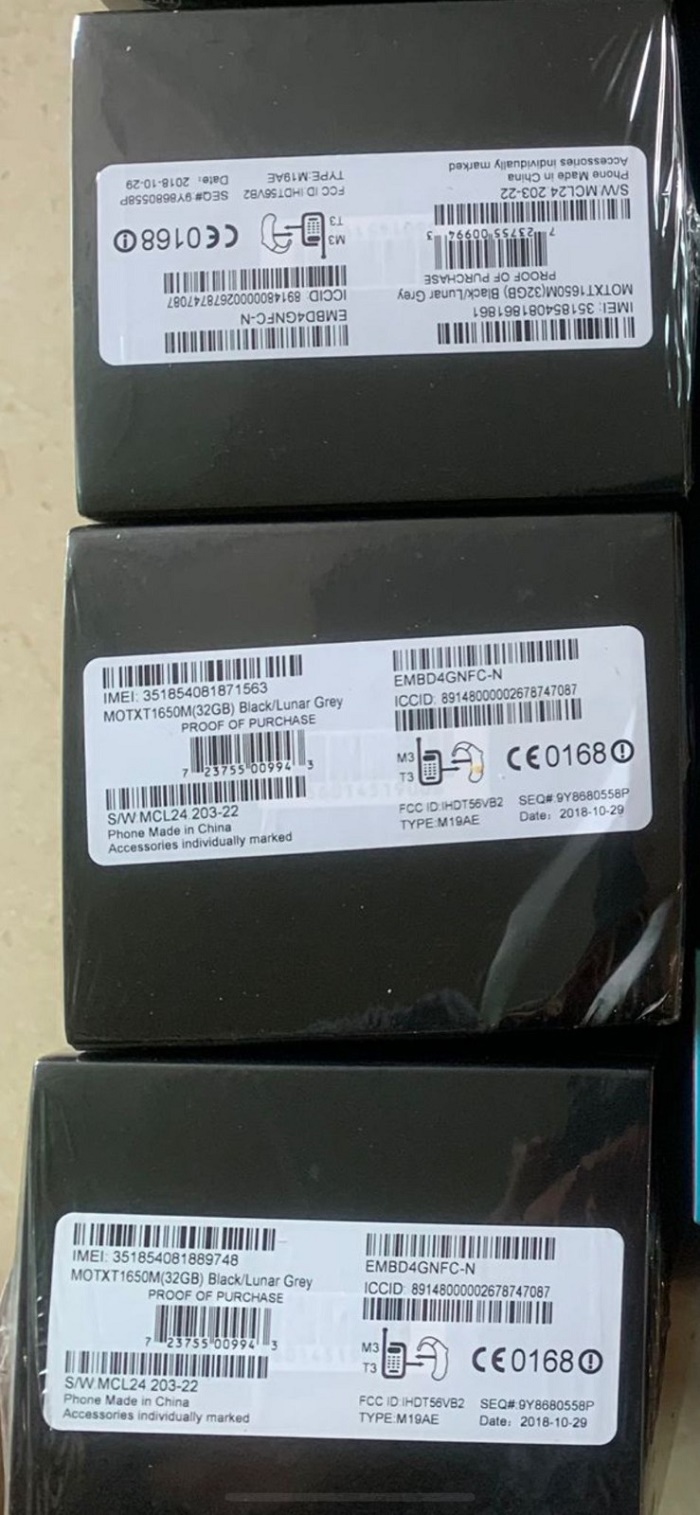 IMEI: 351854081861861
MOTXT1650M(32GB) Black/Lunar Grey
PROOF OF PURCHASE
7 23755 00994 3
S/W:MCL24 203-22
Phone Made in China
Accessories individually marked
EMBD4GNFC-N
ICCID: 89148000002678747087
M3
T3
CE0168
FCC ID:IHDT56VB2 SEQ#:9Y8680558P
TYPE:M19AE Date: 2018-10-29
IMEI: 351854081871563
MOTXT1650M(32GB) Black/Lunar Grey
PROOF OF PURCHASE
7 23755 00994 3
S/W:MCL24 203-22
Phone Made in China
Accessories individually marked
EMBD4GNFC-N
ICCID: 89148000002678747087
M3
T3
CE0168
FCC ID:IHDT56VB2 SEQ#:9Y8680558P
TYPE:M19AE Date: 2018-10-29
IMEI: 351854081889748
MOTXT1650M(32GB) Black/Lunar Grey
PROOF OF PURCHASE
7 23755 00994 3
S/W:MCL24 203-22
Phone Made in China
Accessories individually marked
EMBD4GNFC-N
ICCID: 89148000002678747087
M3
T3
CE0168
FCC ID:IHDT56VB2 SEQ#:9Y8680558P
TYPE:M19AE Date: 2018-10-29